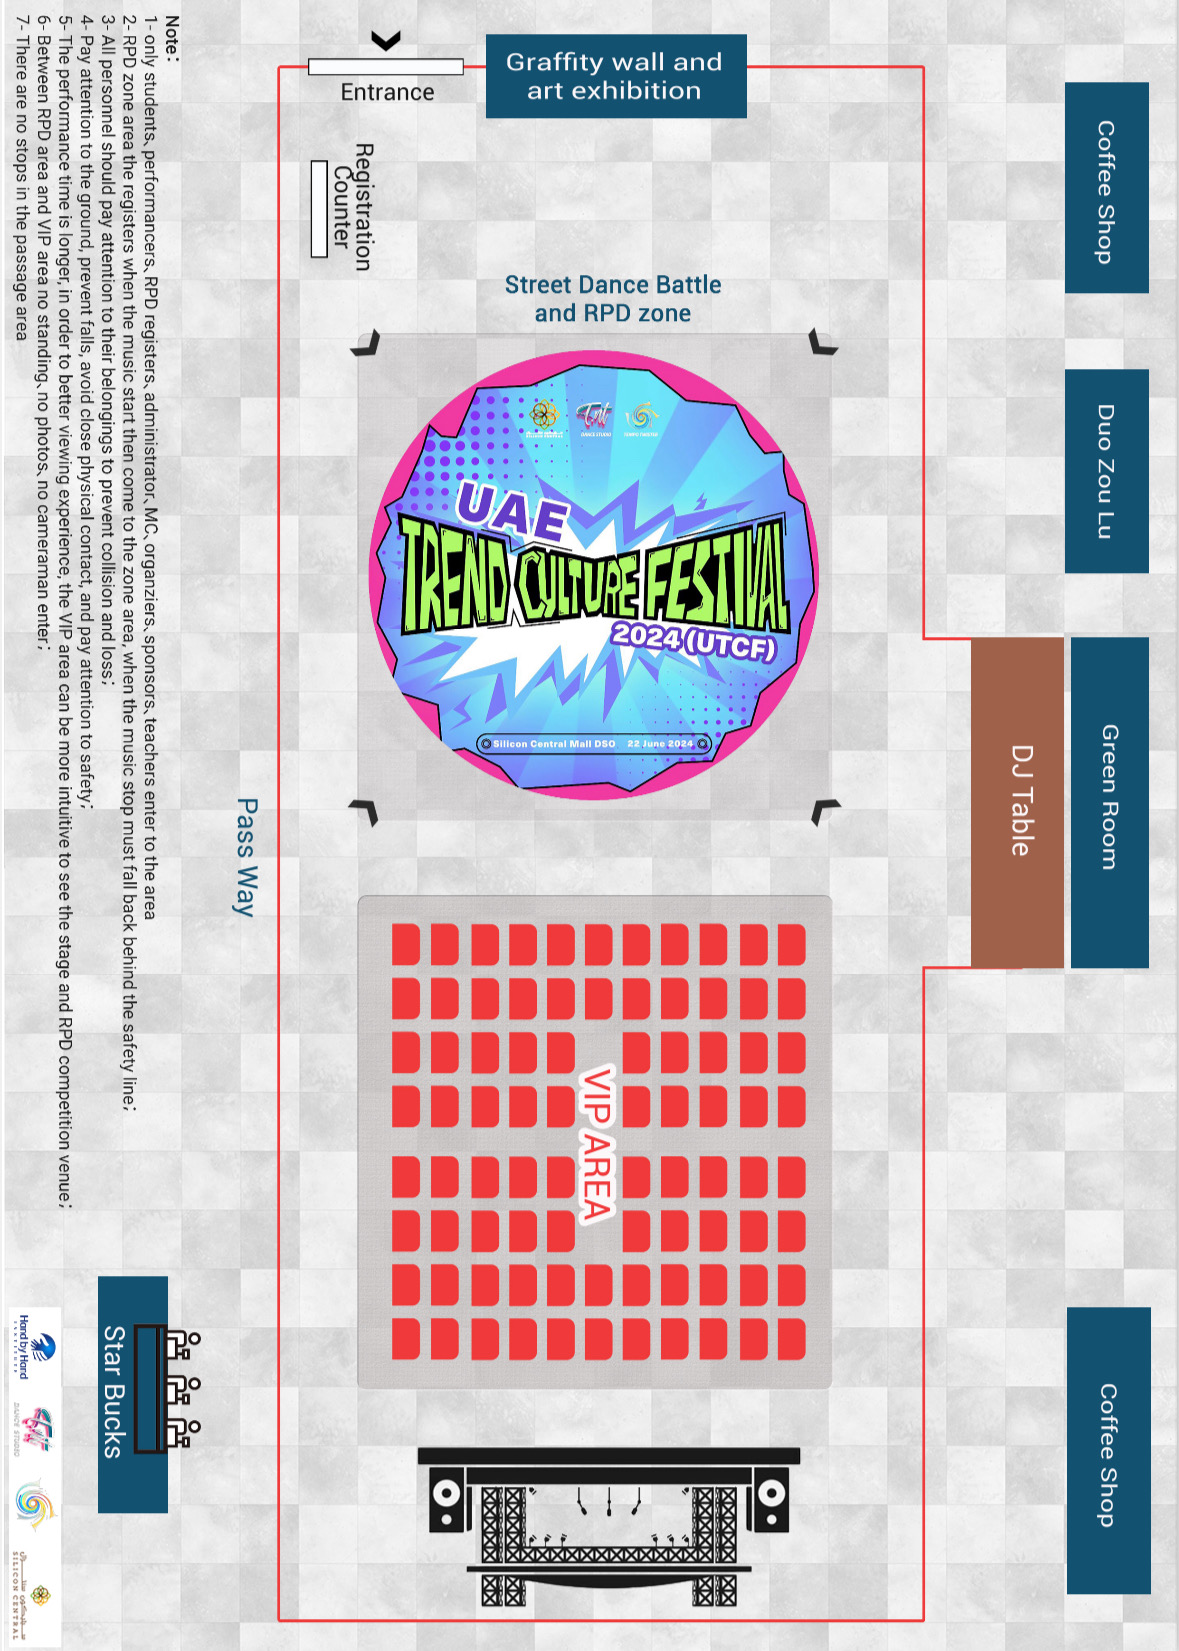 Graffity wall and
art exhibition
Entrance
Registration
Counter
Coffee Shop
Duo Zou Lu
Green Room
DJ Table
Street Dance Battle
and RPD zone
DANCE STUDIO
UAE
TREND CULTURE FESTIVAL
2024 (UTCF)
Silicon Central Mall DSO 22 June 2024
Pass Way
VIP AREA
Coffee Shop
Star Bucks
Note:
1- only students、performancers、RPD registers、administrator、MC、organziers、sponsors、teachers enter to the area
2- RPD zone area the registers when the music start then come to the zone area, when the music stop must fall back behind the safety line;
3- All personnel should pay attention to their belongings to prevent collision and loss;
4- Pay attention to the ground, prevent falls, avoid close physical contact, and pay attention to safety;
5- The performance time is longer, in order to better viewing experience, the VIP area can be more intuitive to see the stage and RPD competition venue;
6- Between RPD area and VIP area no standing、no photos、no cameraman enter;
7- There are no stops in the passage area
Hand by Hand
INSTITUTE
DANCE STUDIO
SILICON CENTRAL